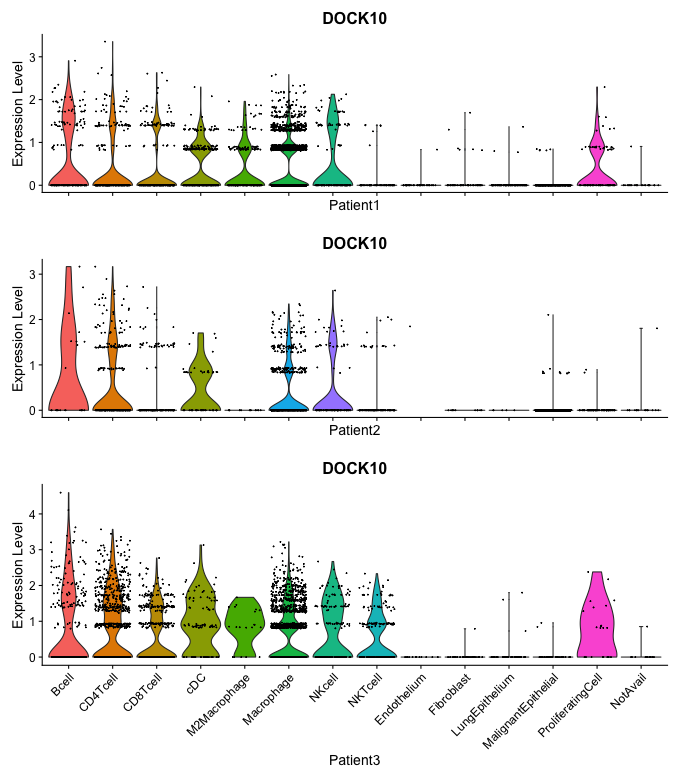 DOCK10
Expression Level
3
2
1
0
Patient1
DOCK10
Expression Level
3
2
1
0
Patient2
DOCK10
Expression Level
4
3
2
1
0
Bcell
CD4Tcell
CD8Tcell
cDC
M2Macrophage
Macrophage
NKcell
NKTcell
Endothelium
Fibroblast
LungEpithelium
MalignantEpithelial
ProliferatingCell
NotAvail
Patient3